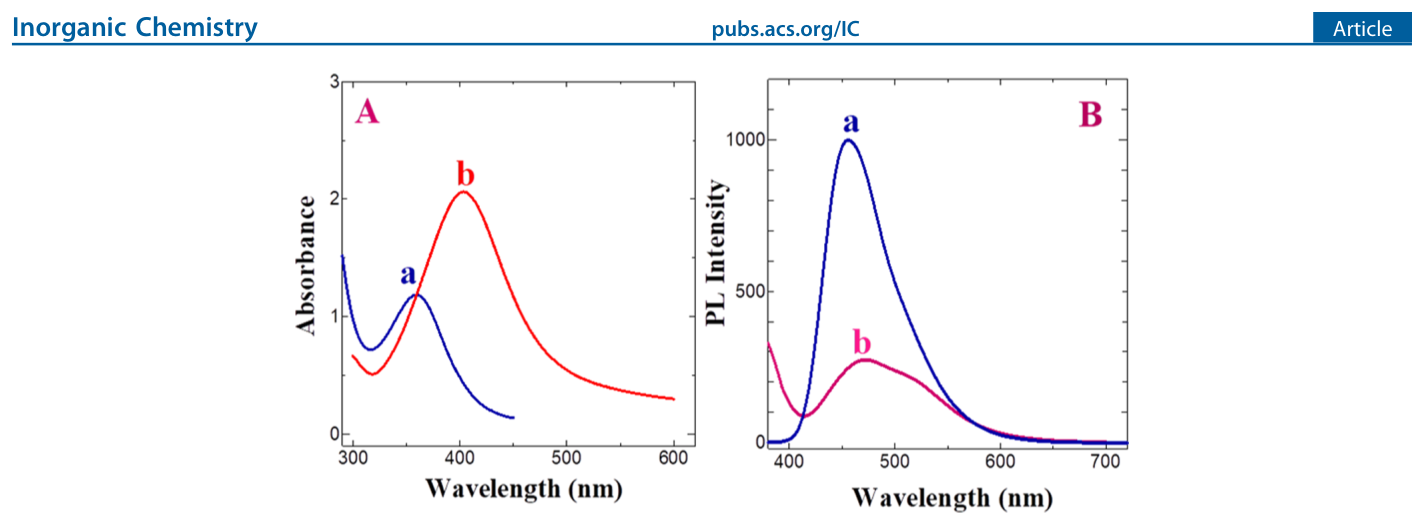 Inorganic Chemistry
pubs.acs.org/IC
Article
A
3
2
1
0
a
b
Absorbance
300 400 500 600
Wavelength (nm)
B
a
b
1000
500
0
PL Intensity
400 500 600 700
Wavelength (nm)